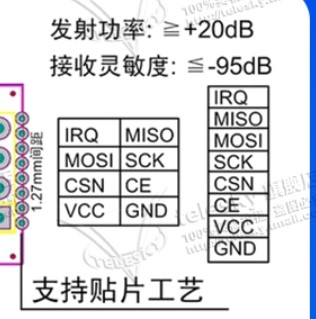 发射功率: ≧+20dB
接收灵敏度: ≦-95dB
IRQ
MISO
MOSI
SCK
CSN
CE
VCC
GND
IRQ MISO
MOSI SCK
CSN CE
VCC GND
1.27mm间距
支持贴片工艺
TELESKY